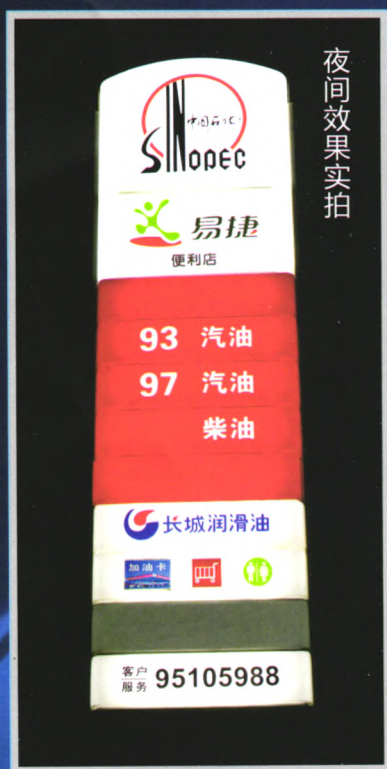 夜间效果实拍
中国石化
SINOPEC
易捷
便利店
93 汽油
97 汽油
柴油
长城润滑油
加油卡
客户服务 95105988